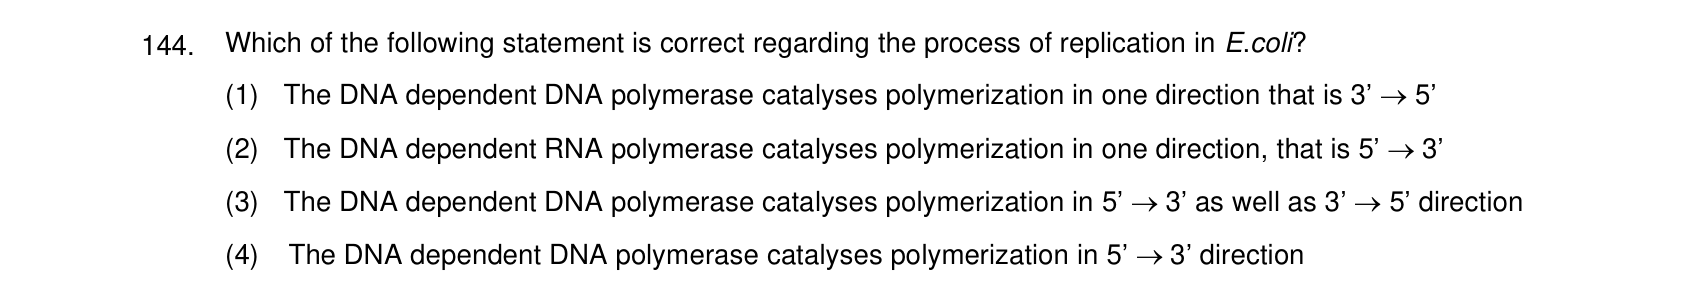 144. Which of the following statement is correct regarding the process of replication in E.coli?
(1) The DNA dependent DNA polymerase catalyses polymerization in one direction that is 3' → 5'
(2) The DNA dependent RNA polymerase catalyses polymerization in one direction, that is 5' → 3'
(3) The DNA dependent DNA polymerase catalyses polymerization in 5' → 3' as well as 3' → 5' direction
(4) The DNA dependent DNA polymerase catalyses polymerization in 5' → 3' direction